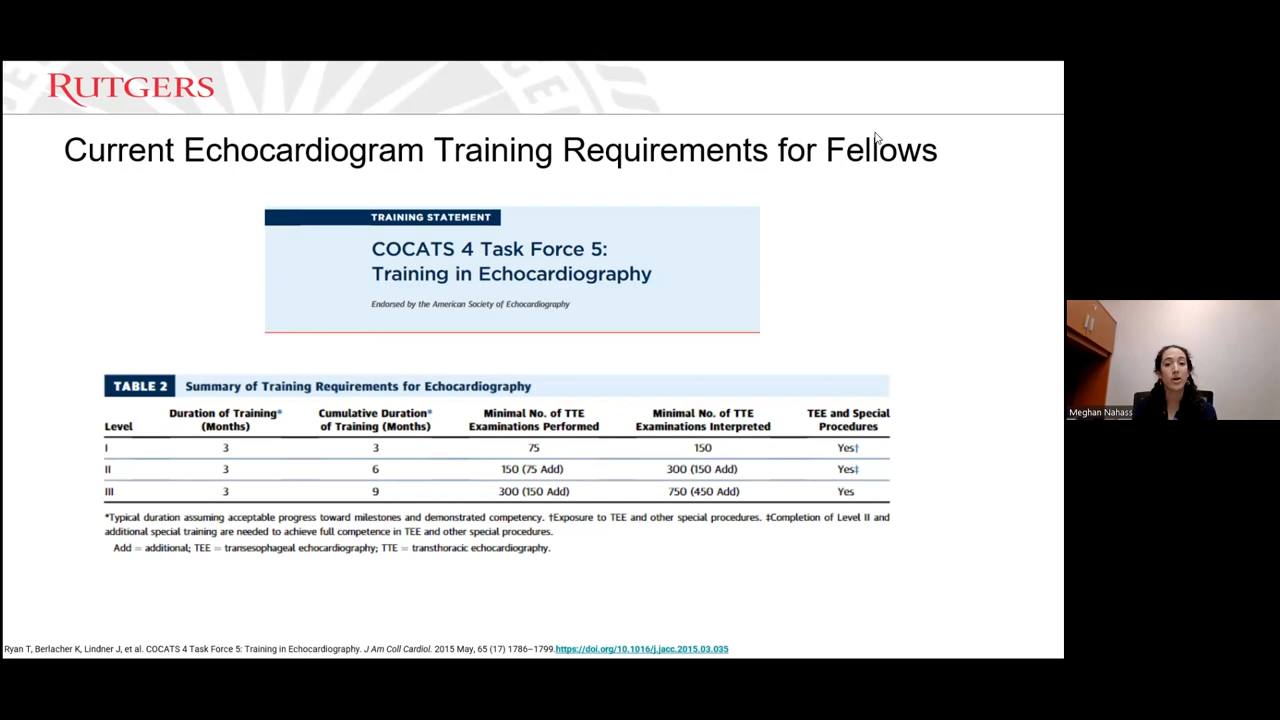 RUTGERS
Current Echocardiogram Training Requirements for Fellows
TRAINING STATEMENT
COCATS 4 Task Force 5:
Training in Echocardiography
Endorsed by the American Society of Echocardiography
TABLE 2 Summary of Training Requirements for Echocardiography
Level Duration of Training* (Months) Cumulative Duration* of Training (Months) Minimal No. of TTE Examinations Performed Minimal No. of TTE Examinations Interpreted TEE and Special Procedures
I 3 3 75 150 Yes†
II 3 6 150 (75 Add) 300 (150 Add) Yes‡
III 3 9 300 (150 Add) 750 (450 Add) Yes
*Typical duration assuming acceptable progress toward milestones and demonstrated competency. †Exposure to TEE and other special procedures. ‡Completion of Level II and
additional special training are needed to achieve full competence in TEE and other special procedures.
Add = additional; TEE = transesophageal echocardiography; TTE = transthoracic echocardiography.
Meghan Nahass
Ryan T, Berlacher K, Lindner J, et al. COCATS 4 Task Force 5: Training in Echocardiography. J Am Coll Cardiol. 2015 May, 65 (17) 1786–1799.https://doi.org/10.1016/j.jacc.2015.03.035